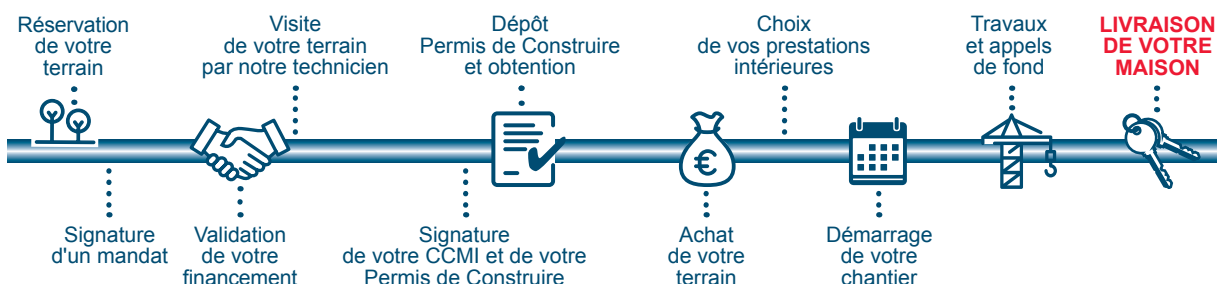 Réservation
de votre
terrain
Visite
de votre terrain
par notre technicien
Dépôt
Permis de Construire
et obtention
Choix
de vos prestations
intérieures
Travaux
et appels
de fond
LIVRAISON
DE VOTRE
MAISON
€
Signature
d'un mandat
Validation
de votre
financement
Signature
de votre CCMI et de votre
Permis de Construire
Achat
de votre
terrain
Démarrage
de votre
chantier